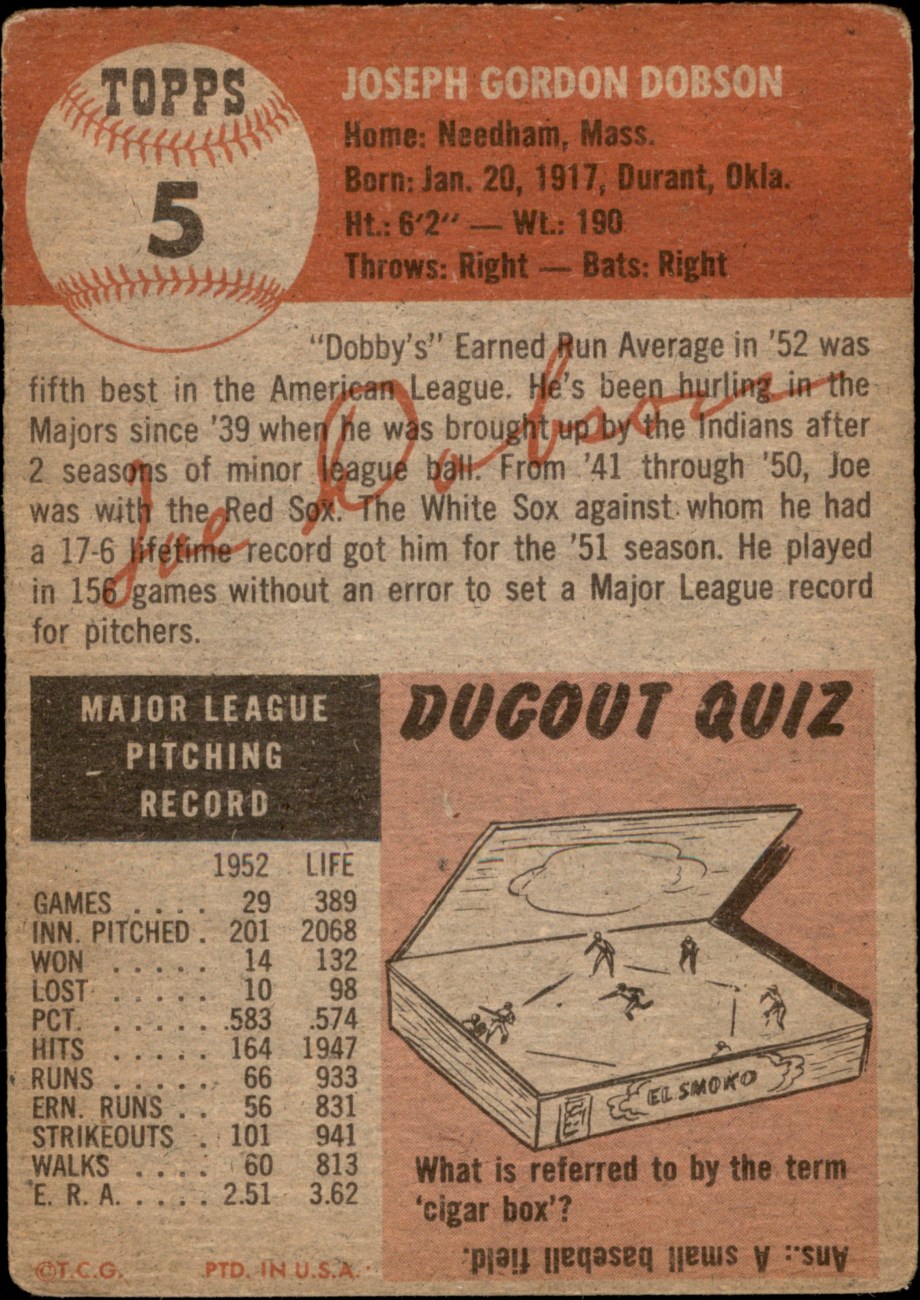 TOPPS
5
JOSEPH GORDON DOBSON
Home: Needham, Mass.
Born: Jan. 20, 1917, Durant, Okla.
Ht.: 6'2" — Wt.: 190
Throws: Right — Bats: Right
"Dobby's" Earned Run Average in '52 was
fifth best in the American League. He's been hurling in the
Majors since '39 when he was brought up by the Indians after
2 seasons of minor league ball. From '41 through '50, Joe
was with the Red Sox. The White Sox against whom he had
a 17-6 lifetime record got him for the '51 season. He played
in 156 games without an error to set a Major League record
for pitchers.
Joe Dobson
MAJOR LEAGUE
PITCHING
RECORD
1952 LIFE
GAMES . . . . 29 389
INN. PITCHED . 201 2068
WON . . . . . 14 132
LOST . . . . . 10 98
PCT. . . . . . .583 .574
HITS . . . . . 164 1947
RUNS . . . . . 66 933
ERN. RUNS . . 56 831
STRIKEOUTS . 101 941
WALKS . . . . 60 813
E. R. A. . . . . 2.51 3.62
©T.C.G. PTD. IN U.S.A.
DUGOUT QUIZ
EL SMOKO
What is referred to by the term
'cigar box'?
Ans.: A small baseball field.